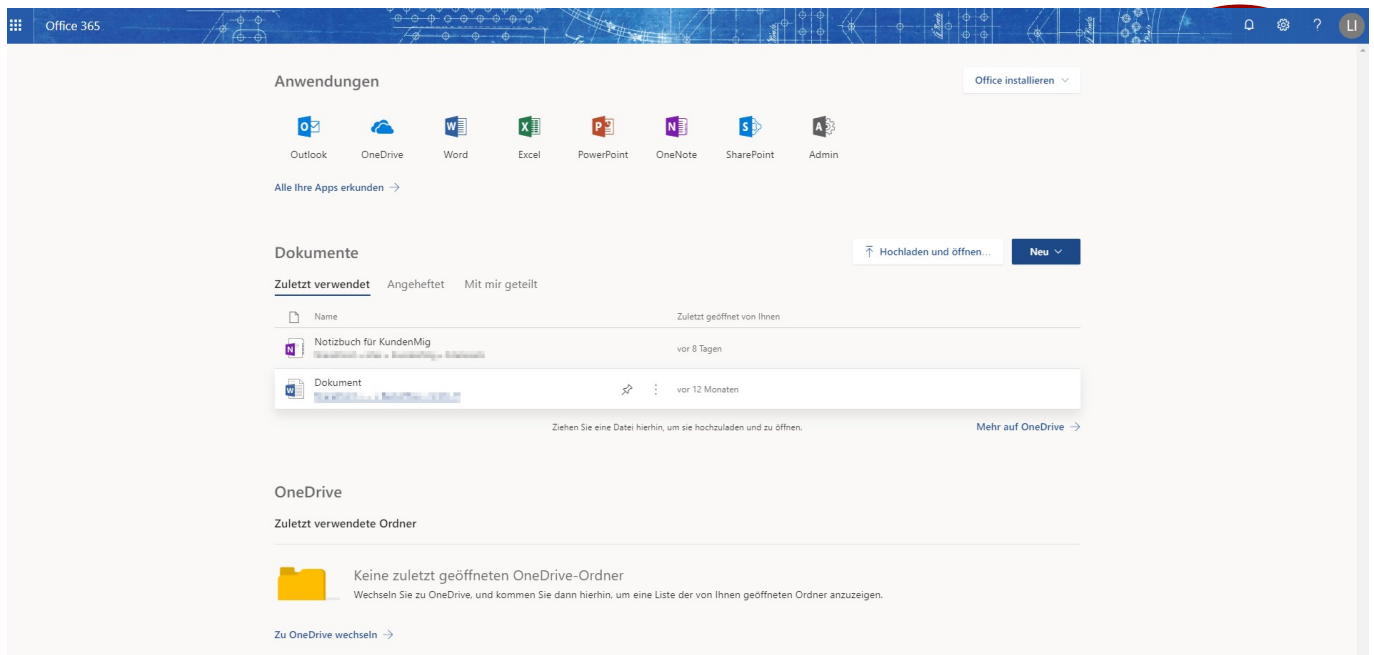 Office 365
?
LI
Anwendungen
Office installieren
Outlook OneDrive Word Excel PowerPoint OneNote SharePoint Admin
Alle Ihre Apps erkunden →
Dokumente
Hochladen und öffnen...
Neu
Zuletzt verwendet Angeheftet Mit mir geteilt
Name Zuletzt geöffnet von Ihnen
Notizbuch für KundenMig
vor 8 Tagen
Dokument
vor 12 Monaten
Ziehen Sie eine Datei hierhin, um sie hochzuladen und zu öffnen.
Mehr auf OneDrive →
OneDrive
Zuletzt verwendete Ordner
Keine zuletzt geöffneten OneDrive-Ordner
Wechseln Sie zu OneDrive, und kommen Sie dann hierhin, um eine Liste der von Ihnen geöffneten Ordner anzuzeigen.
Zu OneDrive wechseln →